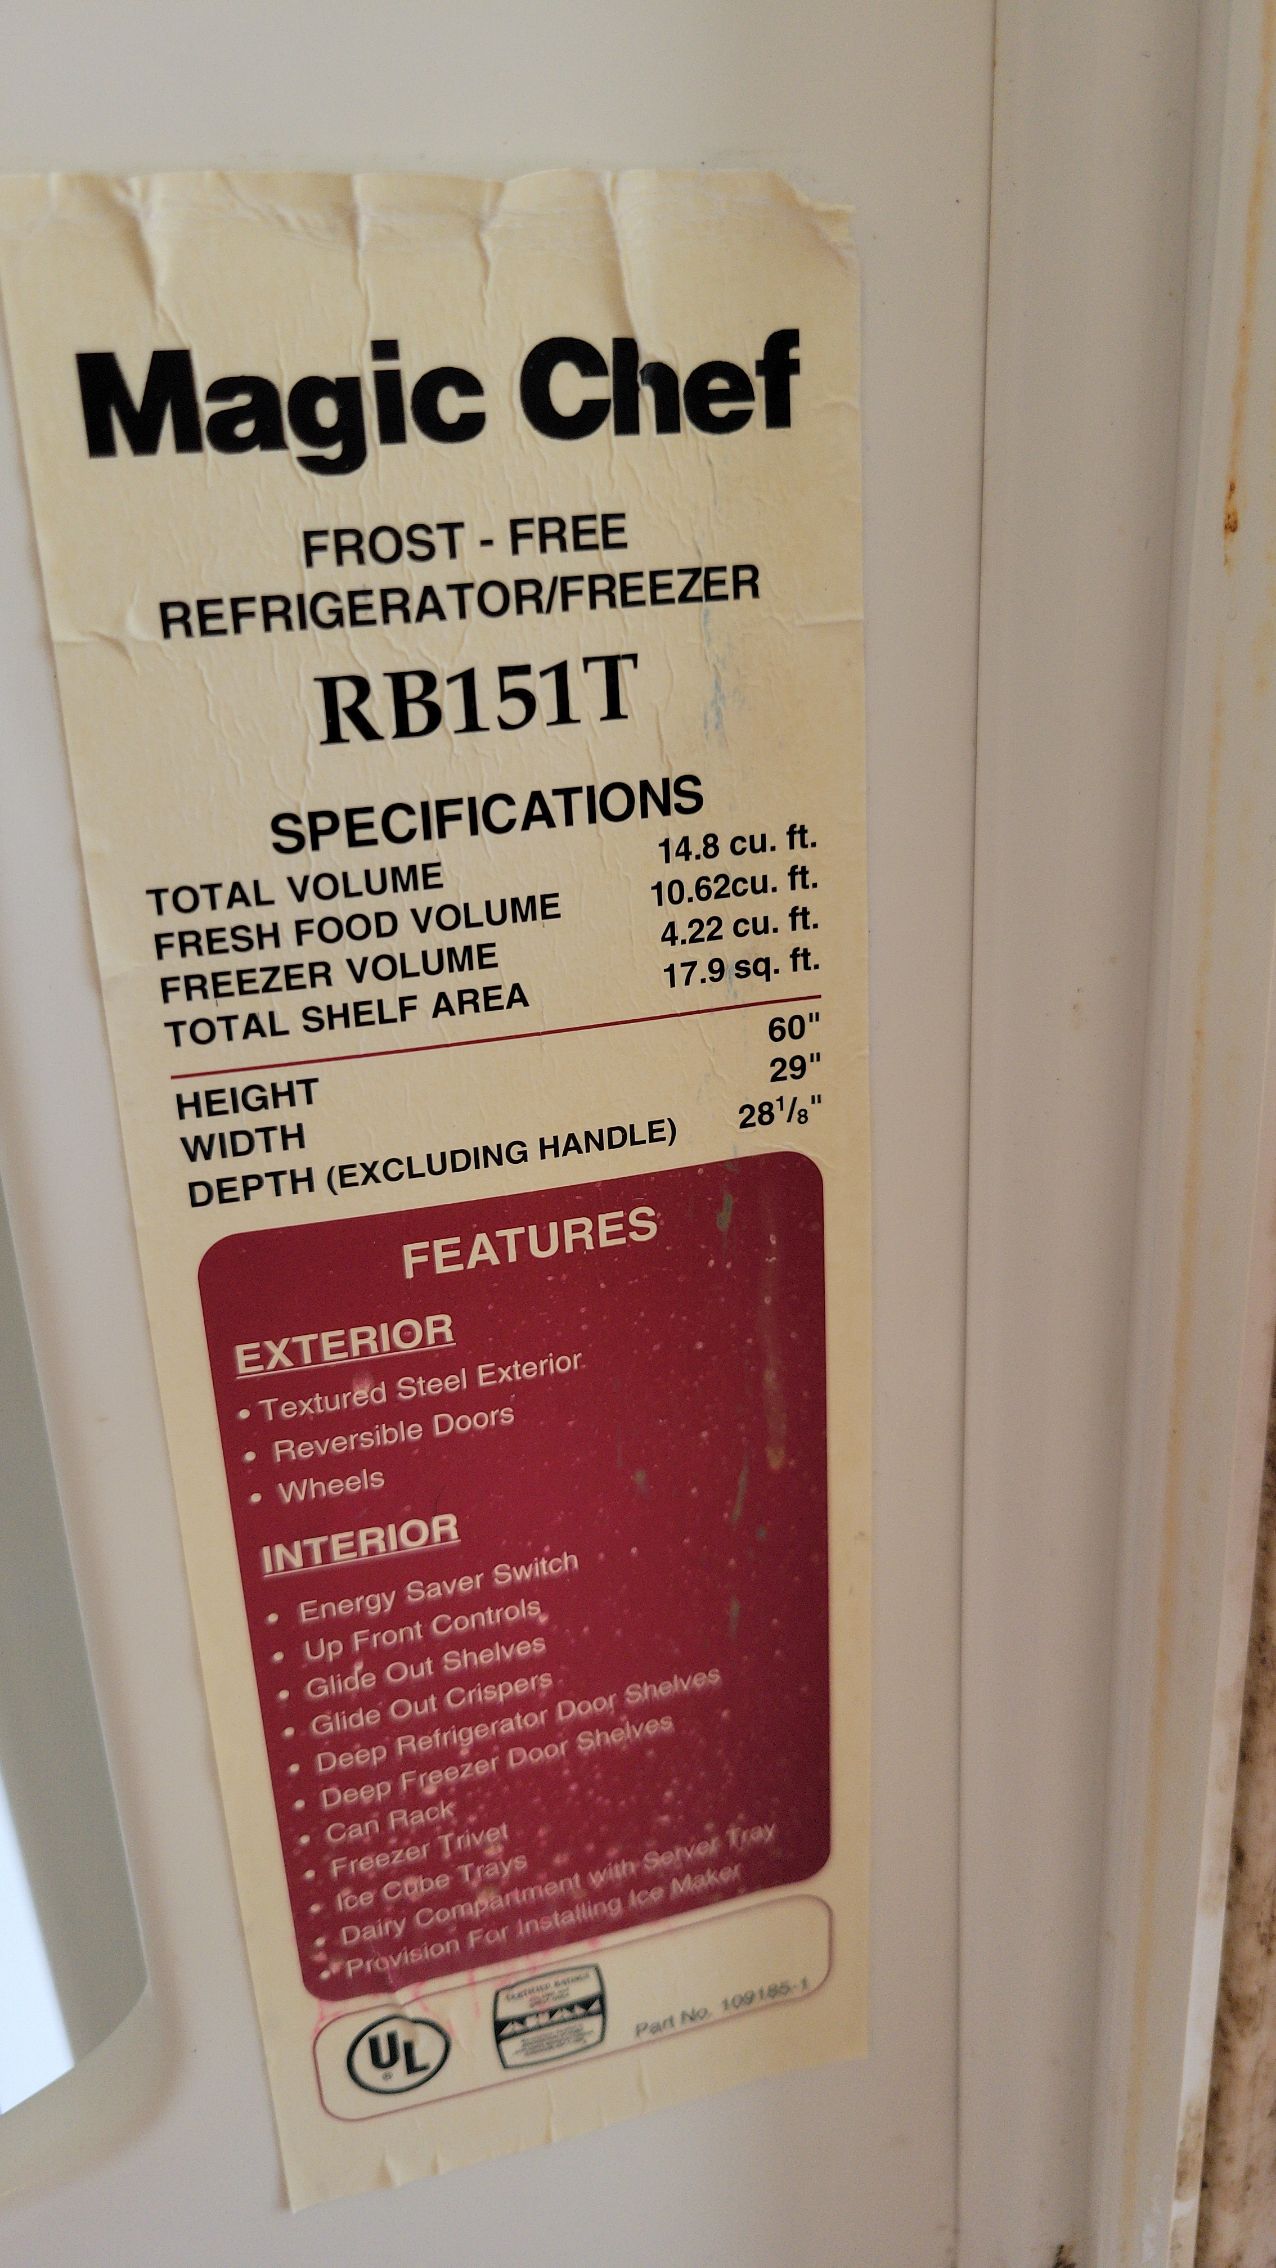 Magic Chef
FROST - FREE
REFRIGERATOR/FREEZER
RB151T
SPECIFICATIONS
TOTAL VOLUME 14.8 cu. ft.
FRESH FOOD VOLUME 10.62cu. ft.
FREEZER VOLUME 4.22 cu. ft.
TOTAL SHELF AREA 17.9 sq. ft.
HEIGHT 60"
WIDTH 29"
DEPTH (EXCLUDING HANDLE) 28 1/8"
FEATURES
EXTERIOR
• Textured Steel Exterior
• Reversible Doors
• Wheels
INTERIOR
• Energy Saver Switch
• Up Front Controls
• Glide Out Shelves
• Glide Out Crispers
• Deep Refrigerator Door Shelves
• Deep Freezer Door Shelves
• Can Rack
• Freezer Trivet
• Ice Cube Trays
• Dairy Compartment with Server Tray
• Provision For Installing Ice Maker
UL ®
Part No. 109185-1